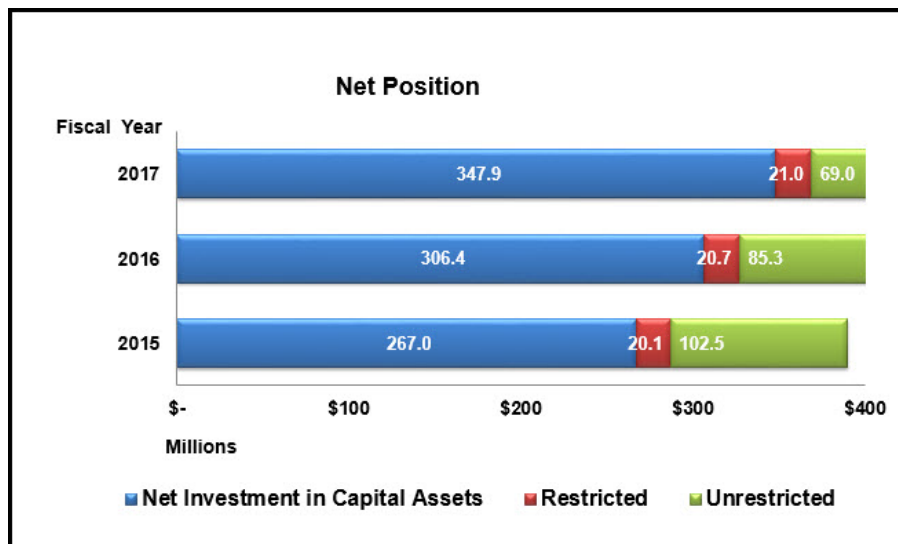 Net Position
Fiscal Year
2017
347.9 21.0 69.0
2016
306.4 20.7 85.3
2015
267.0 20.1 102.5
$- $100 $200 $300 $400
Millions
Net Investment in Capital Assets Restricted Unrestricted